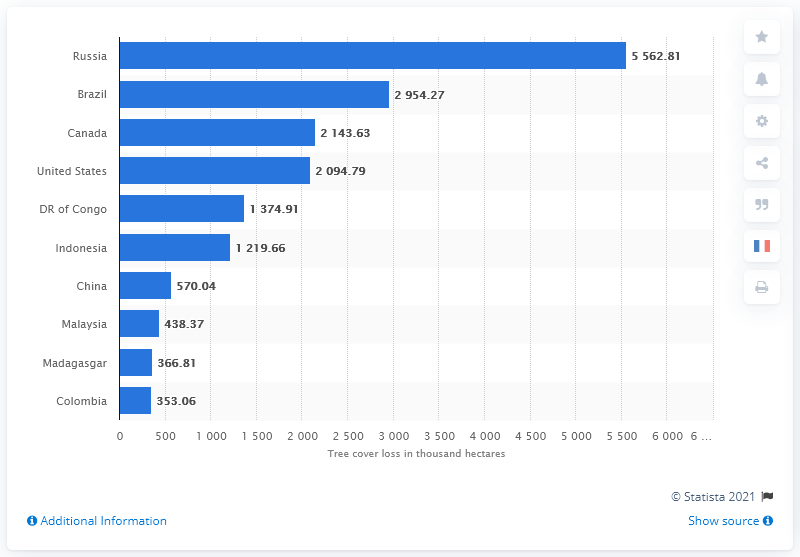 Russia 5 562.81
Brazil 2 954.27
Canada 2 143.63
United States 2 094.79
DR of Congo 1 374.91
Indonesia 1 219.66
China 570.04
Malaysia 438.37
Madagasgar 366.81
Colombia 353.06
0 500 1 000 1 500 2 000 2 500 3 000 3 500 4 000 4 500 5 000 5 500 6 000 6 ...
Tree cover loss in thousand hectares
© Statista 2021
Additional Information Show source